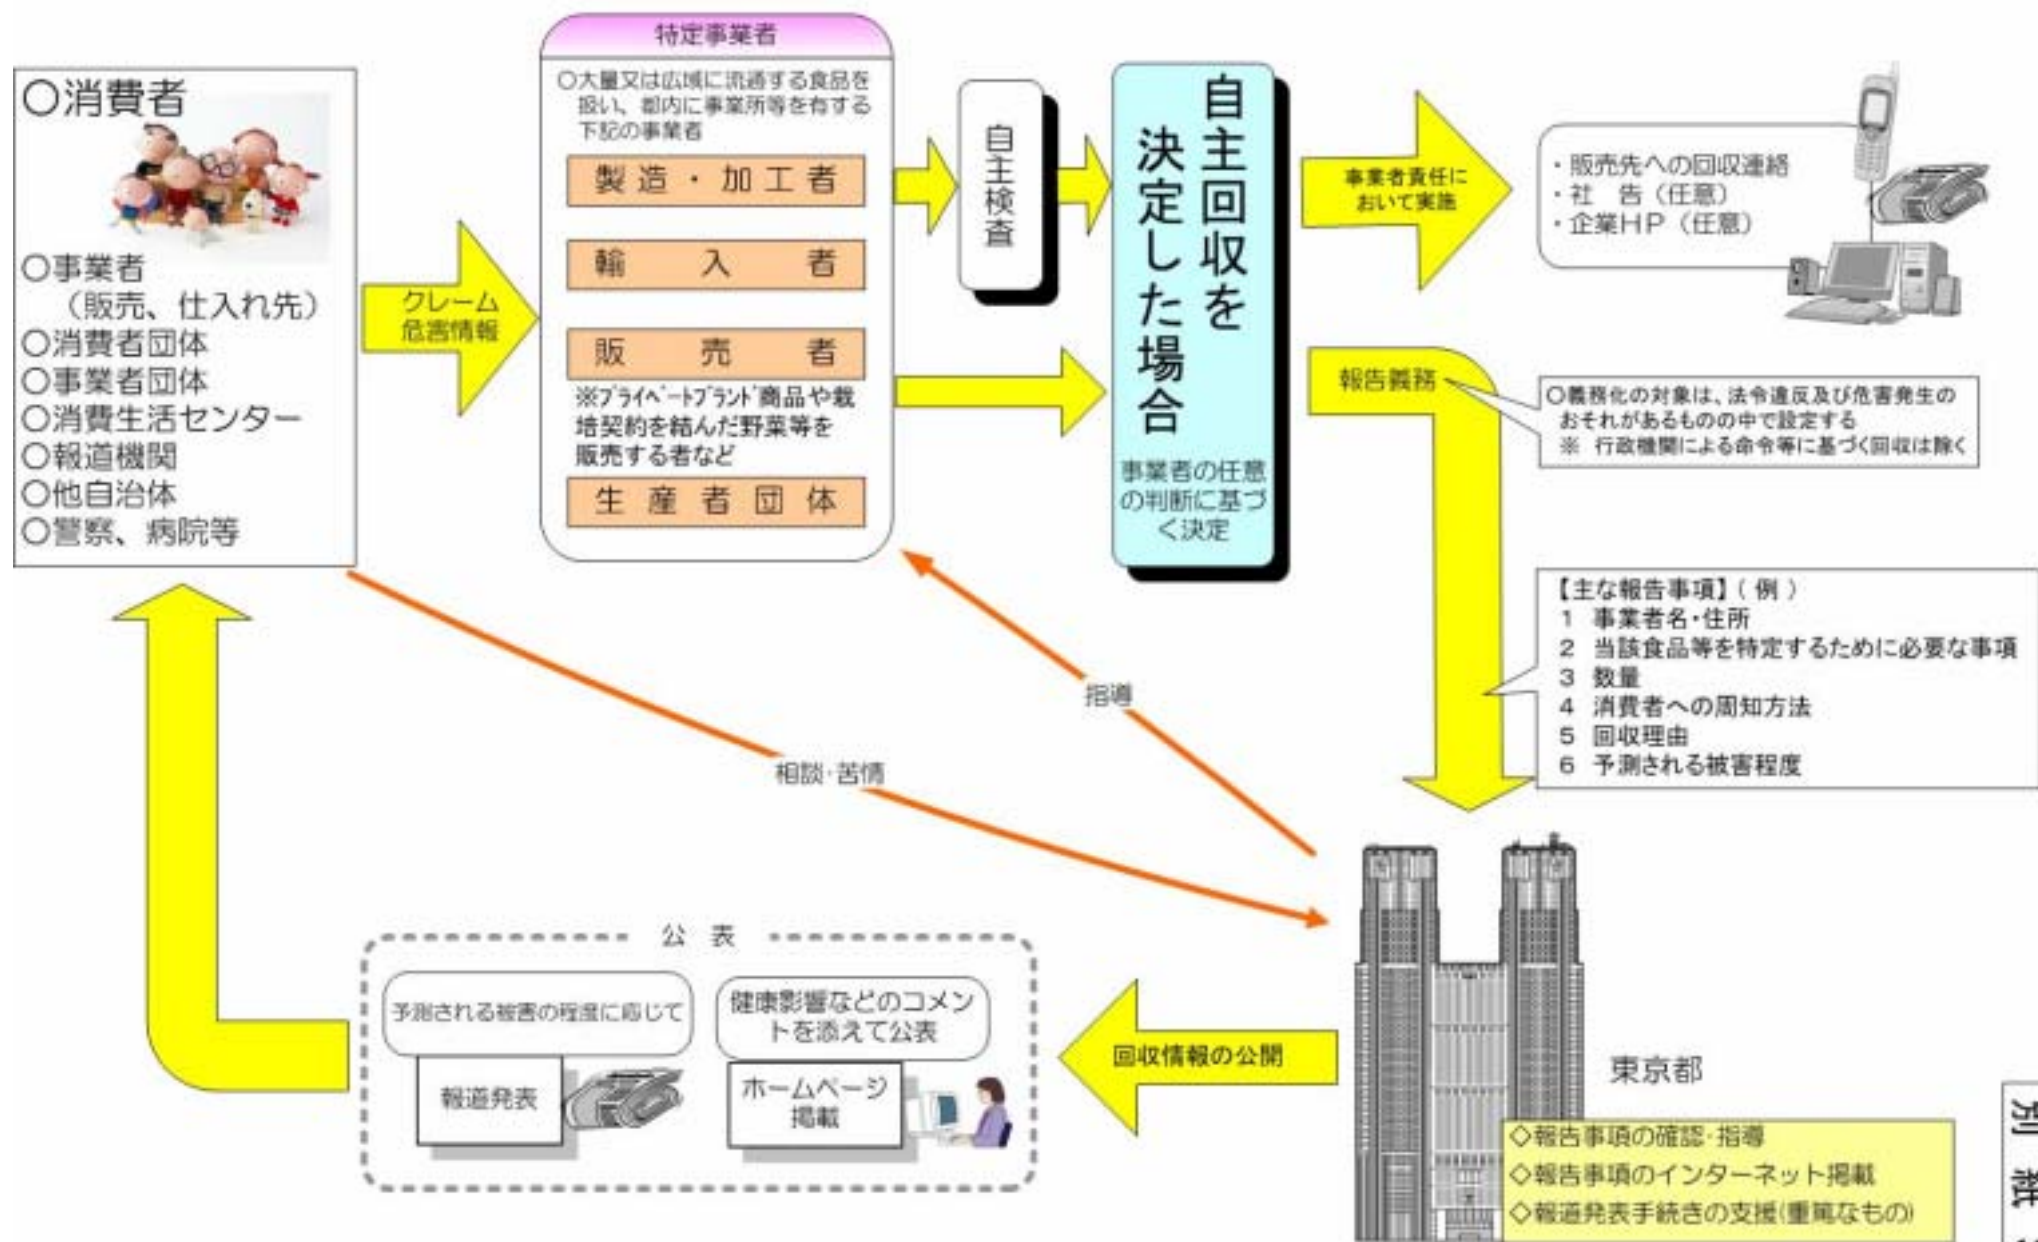 ○消費者
○事業者
（販売、仕入れ先）
○消費者団体
○事業者団体
○消費生活センター
○報道機関
○他自治体
○警察、病院等
クレーム
危害情報
特定事業者
○大量又は広域に流通する食品を
扱い、都内に事業所等を有する
下記の事業者
製造・加工者
輸入者
販売者
※プライベートブランド商品や栽
培契約を結んだ野菜等を
販売する者など
生産者団体
自主検査
自主回収を
決定した場合
事業者の任意
の判断に基づ
く決定
事業者責任に
おいて実施
・販売先への回収連絡
・社　告（任意）
・企業HP（任意）
報告義務
○義務化の対象は、法令違反及び危害発生の
おそれがあるものの中で設定する
※　行政機関による命令等に基づく回収は除く
【主な報告事項】（例）
1　事業者名・住所
2　当該食品等を特定するために必要な事項
3　数量
4　消費者への周知方法
5　回収理由
6　予測される被害程度
指導
相談・苦情
東京都
◇報告事項の確認・指導
◇報告事項のインターネット掲載
◇報道発表手続きの支援(重篤なもの)
回収情報の公開
公　表
予測される被害の程度に応じて
報道発表
健康影響などのコメン
トを添えて公表
ホームページ
掲載
別紙